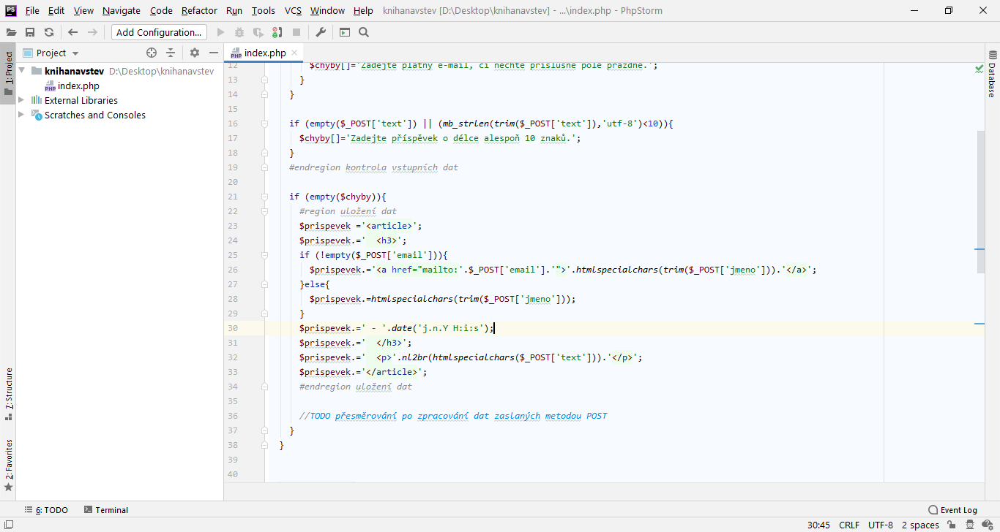 PS File Edit View Navigate Code Refactor Run Tools VCS Window Help knihanavstev [D:\Desktop\knihanavstev] - ...\index.php - PhpStorm
Add Configuration...
1: Project
Project
index.php
knihanavstev D:\Desktop\knihanavstev
index.php
External Libraries
Scratches and Consoles
7: Structure
2: Favorites
12 $chyby[]='Zadejte platný e-mail, či nechte příslušné pole prázdné.';
13 }
14 }
15
16 if (empty($_POST['text']) || (mb_strlen(trim($_POST['text']),'utf-8')<10)){
17 $chyby[]='Zadejte příspěvek o délce alespoň 10 znaků.';
18 }
19 #endregion kontrola vstupních dat
20
21 if (empty($chyby)){
22 #region uložení dat
23 $prispevek ='<article>';
24 $prispevek.='  <h3>';
25 if (!empty($_POST['email'])){
26 $prispevek.='<a href="mailto:'.$_POST['email'].'">'.htmlspecialchars(trim($_POST['jmeno'])).'</a>';
27 }else{
28 $prispevek.=htmlspecialchars(trim($_POST['jmeno']));
29 }
30 $prispevek.=' - '.date('j.n.Y H:i:s');
31 $prispevek.='  </h3>';
32 $prispevek.='  <p>'.nl2br(htmlspecialchars($_POST['text'])).'</p>';
33 $prispevek.='</article>';
34 #endregion uložení dat
35
36 //TODO přesměrování po zpracování dat zaslaných metodou POST
37 }
38 }
39
40
Database
6: TODO Terminal Event Log
30:45 CRLF UTF-8 2 spaces